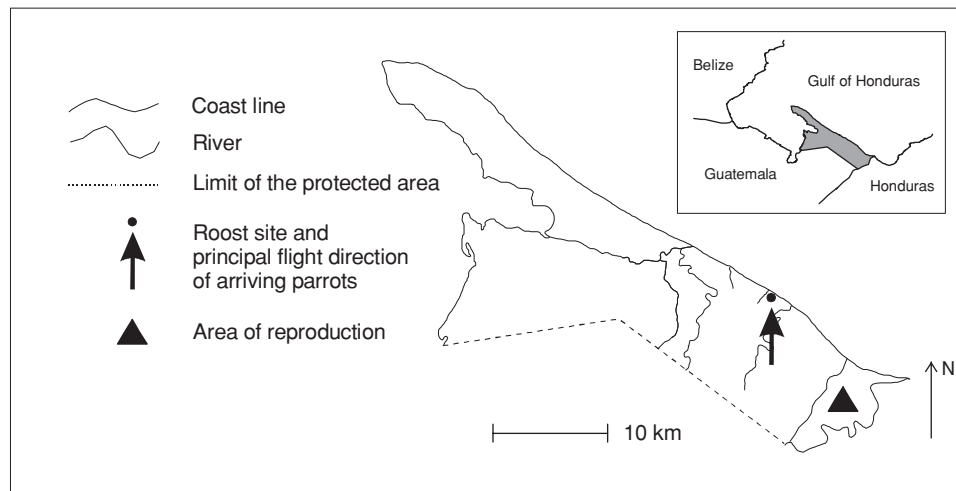 Coast line
River
Limit of the protected area
Roost site and
principal flight direction
of arriving parrots
Area of reproduction
Belize
Gulf of Honduras
Guatemala
Honduras
10 km
N